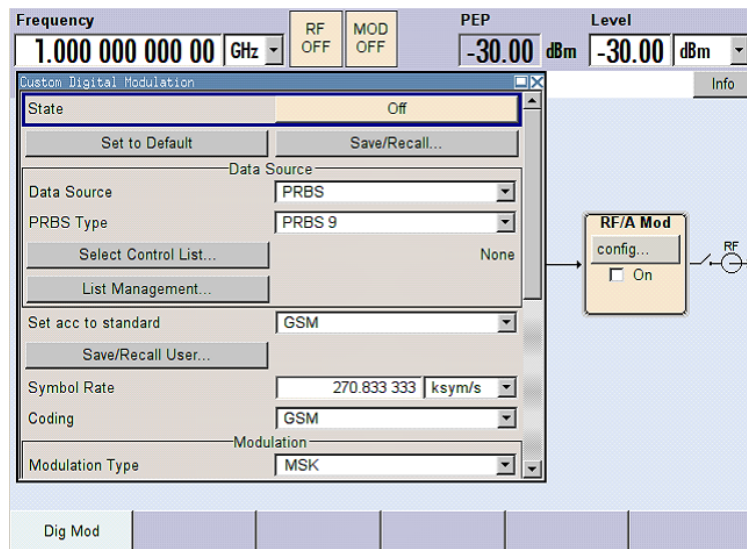 Frequency
RF OFF
MOD OFF
PEP
Level
1.000 000 000 00 GHz
-30.00 dBm
-30.00 dBm
Custom Digital Modulation
Info
State Off
Set to Default Save/Recall...
Data Source
Data Source PRBS
PRBS Type PRBS 9
Select Control List... None
List Management...
Set acc to standard GSM
Save/Recall User...
Symbol Rate 270.833 333 ksym/s
Coding GSM
Modulation
Modulation Type MSK
RF/A Mod
config...
On
RF
Dig Mod